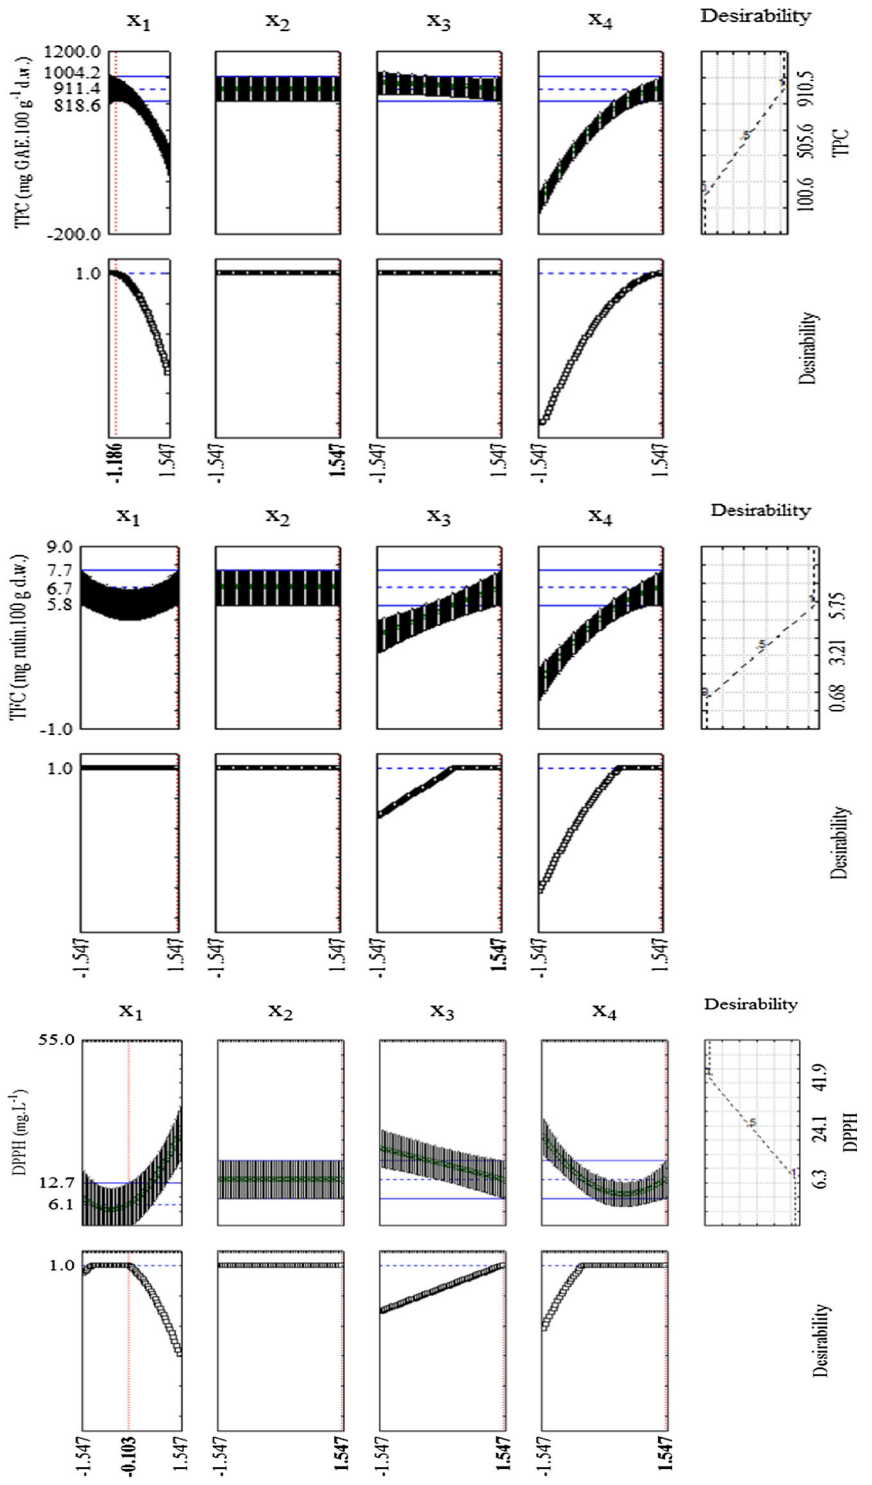 x1 x2 x3 x4 Desirability
TPC (mg GAE.100 g-1d.w.)
1200.0
1004.2
911.4
818.6
-200.0
910.5
505.6
100.6
TPC
1
.5
1.0
Desirability
-1.186 1.547 -1.547 1.547 -1.547 1.547 -1.547 1.547
x1 x2 x3 x4 Desirability
TFC (mg rutin.100 g d.w.)
9.0
7.7
6.7
5.8
-1.0
5.75
3.21
0.68
.5
1.0
Desirability
-1.547 1.547 -1.547 1.547 -1.547 1.547 -1.547 1.547
x1 x2 x3 x4 Desirability
DPPH (mg.L-1)
55.0
12.7
6.1
41.9
24.1
6.3
DPPH
.5
1
1.0
Desirability
-1.547 -0.103 1.547 -1.547 1.547 -1.547 1.547 -1.547 1.547